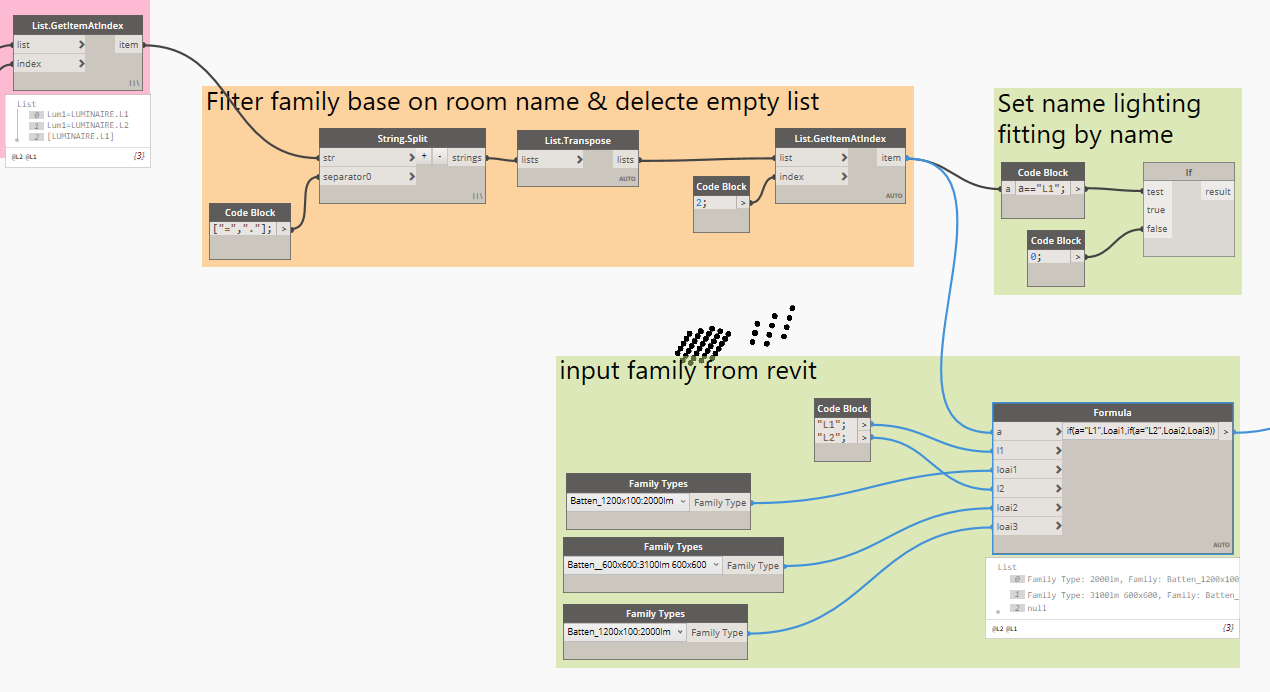 List.GetItemAtIndex
list > item
index >
List
0 Lum1=LUMINAIRE.L1
1 Lum1=LUMINAIRE.L2
2 [LUMINAIRE.L1]
@L2 @L1 {3}
Filter family base on room name & delecte empty list
String.Split
str > + - strings
separator0 >
Code Block
["=","."]; >
List.Transpose
lists > lists
AUTO
Code Block
2; >
List.GetItemAtIndex
list > item
index >
AUTO
Set name lighting
fitting by name
Code Block
a a=="L1"; >
Code Block
0; >
If
test result
true
false
input family from revit
Code Block
"L1"; >
"L2"; >
Family Types
Batten_1200x100:2000lm Family Type
Family Types
Batten__600x600:3100lm 600x600 Family Type
Family Types
Batten_1200x100:2000lm Family Type
Formula
a > if(a="L1",Loai1,if(a="L2",Loai2,Loai3)) >
l1 >
loai1 >
l2 >
loai2 >
loai3 >
AUTO
List
0 Family Type: 2000lm, Family: Batten_1200x100
1 Family Type: 3100lm 600x600, Family: Batten_
2 null
@L2 @L1 {3}